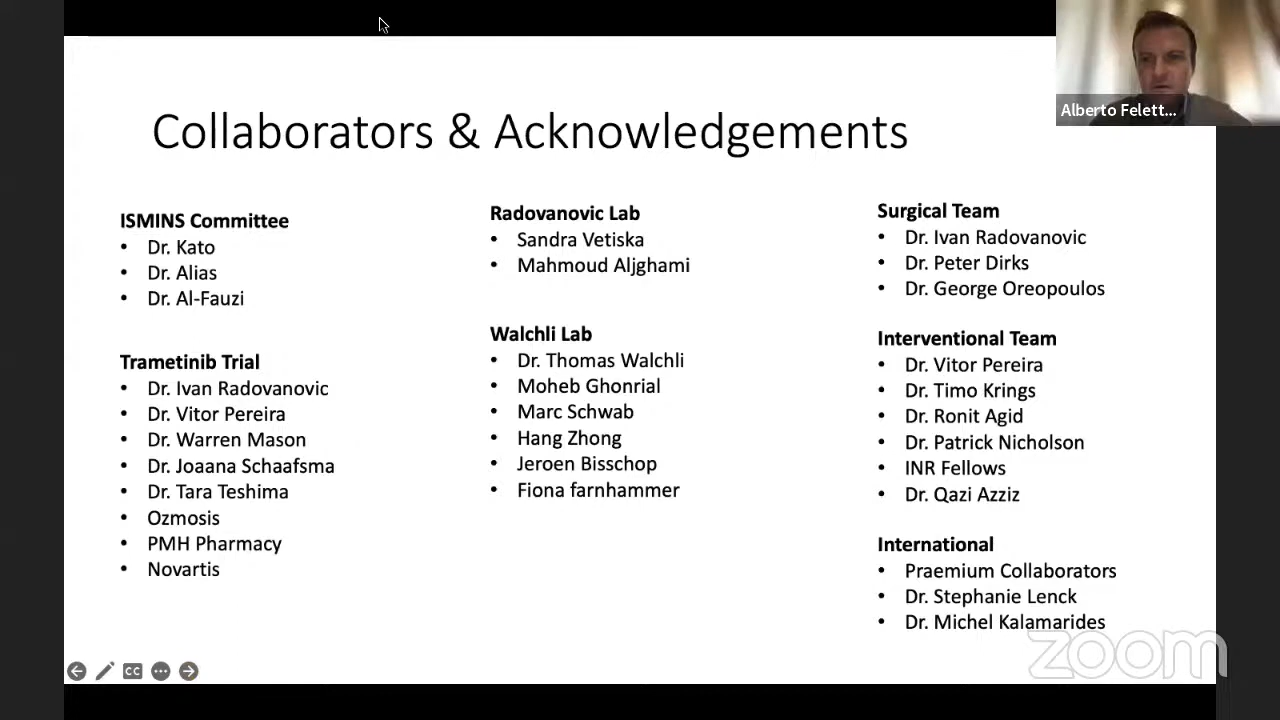 Collaborators & Acknowledgements
ISMINS Committee
• Dr. Kato
• Dr. Alias
• Dr. Al-Fauzi
Trametinib Trial
• Dr. Ivan Radovanovic
• Dr. Vitor Pereira
• Dr. Warren Mason
• Dr. Joaana Schaafsma
• Dr. Tara Teshima
• Ozmosis
• PMH Pharmacy
• Novartis
Radovanovic Lab
• Sandra Vetiska
• Mahmoud Aljghami
Walchli Lab
• Dr. Thomas Walchli
• Moheb Ghonrial
• Marc Schwab
• Hang Zhong
• Jeroen Bisschop
• Fiona farnhammer
Surgical Team
• Dr. Ivan Radovanovic
• Dr. Peter Dirks
• Dr. George Oreopoulos
Interventional Team
• Dr. Vitor Pereira
• Dr. Timo Krings
• Dr. Ronit Agid
• Dr. Patrick Nicholson
• INR Fellows
• Dr. Qazi Azziz
International
• Praemium Collaborators
• Dr. Stephanie Lenck
• Dr. Michel Kalamarides
Alberto Felett...
CC
zoom